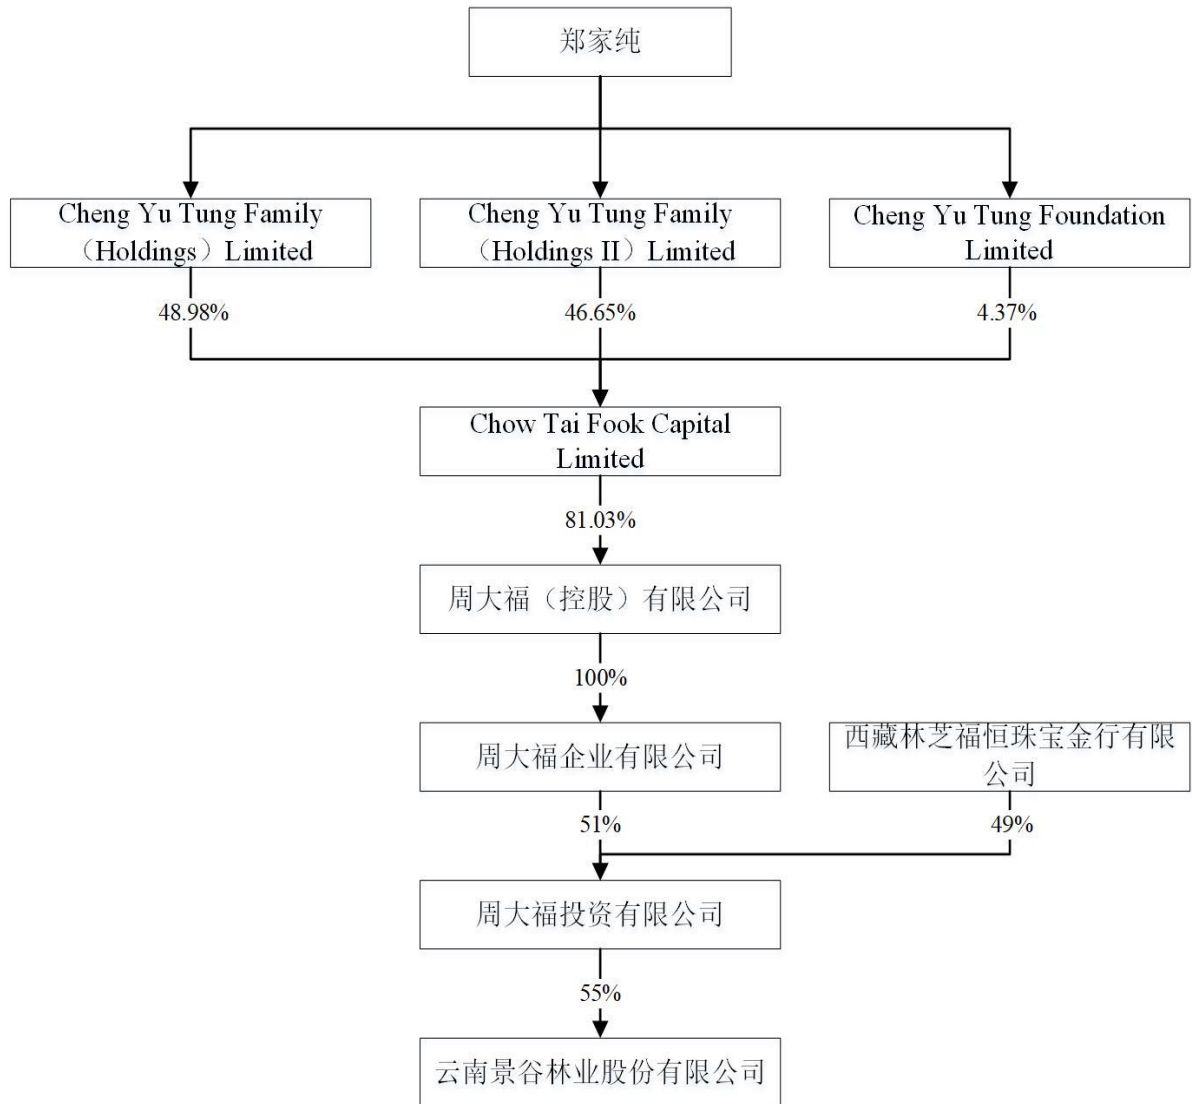 郑家纯
Cheng Yu Tung Family
（Holdings）Limited
Cheng Yu Tung Family
（Holdings II）Limited
Cheng Yu Tung Foundation
Limited
48.98%
46.65%
4.37%
Chow Tai Fook Capital
Limited
81.03%
周大福（控股）有限公司
100%
周大福企业有限公司
西藏林芝福恒珠宝金行有限
公司
51%
49%
周大福投资有限公司
55%
云南景谷林业股份有限公司